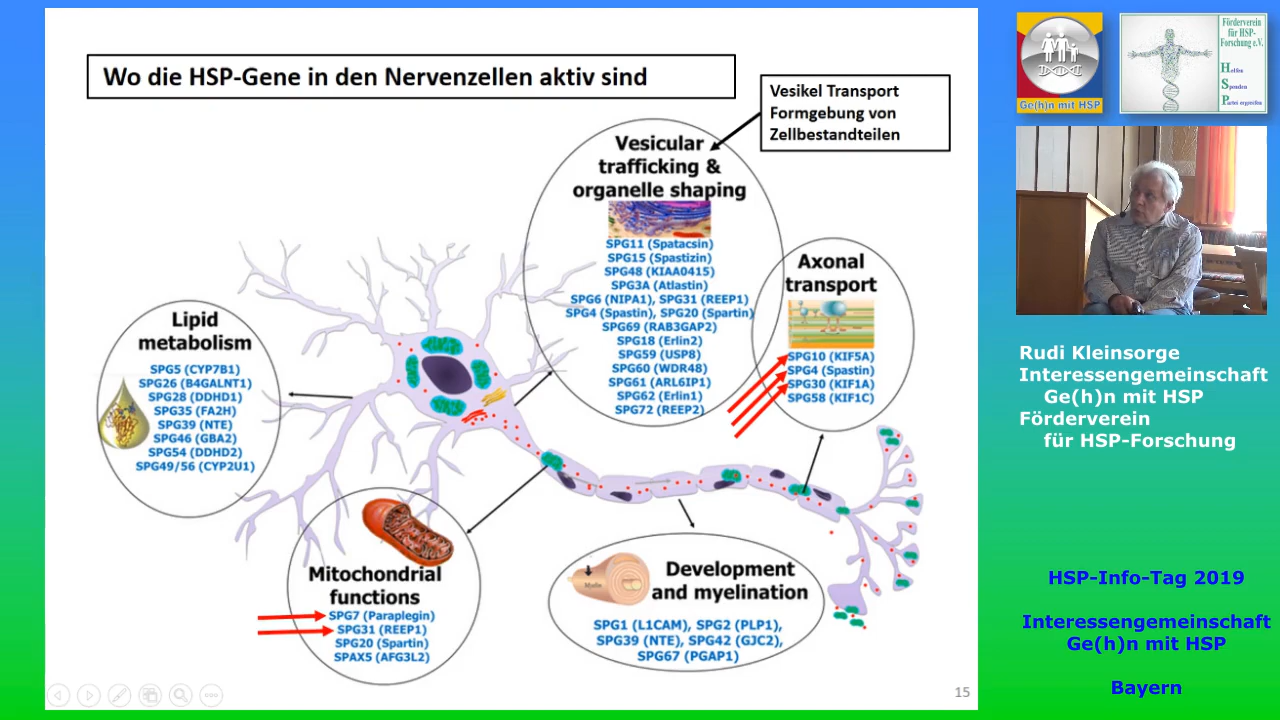 Wo die HSP-Gene in den Nervenzellen aktiv sind
Vesikel Transport
Formgebung von
Zellbestandteilen
Vesicular
trafficking &
organelle shaping
SPG11 (Spatacsin)
SPG15 (Spastizin)
SPG48 (KIAA0415)
SPG3A (Atlastin)
SPG6 (NIPA1), SPG31 (REEP1)
SPG4 (Spastin), SPG20 (Spartin)
SPG69 (RAB3GAP2)
SPG18 (Erlin2)
SPG59 (USP8)
SPG60 (WDR48)
SPG61 (ARL6IP1)
SPG62 (Erlin1)
SPG72 (REEP2)
Axonal
transport
SPG10 (KIF5A)
SPG4 (Spastin)
SPG30 (KIF1A)
SPG58 (KIF1C)
Lipid
metabolism
SPG5 (CYP7B1)
SPG26 (B4GALNT1)
SPG28 (DDHD1)
SPG35 (FA2H)
SPG39 (NTE)
SPG46 (GBA2)
SPG54 (DDHD2)
SPG49/56 (CYP2U1)
Mitochondrial
functions
SPG7 (Paraplegin)
SPG31 (REEP1)
SPG20 (Spartin)
SPAX5 (AFG3L2)
Myelin
Development
and myelination
SPG1 (L1CAM), SPG2 (PLP1),
SPG39 (NTE), SPG42 (GJC2),
SPG67 (PGAP1)
15
Ge(h)n mit HSP
Förderverein
für HSP-
Forschung e.V.
Helfen
Spenden
Partei ergreifen
Rudi Kleinsorge
Interessengemeinschaft
Ge(h)n mit HSP
Förderverein
für HSP-Forschung
HSP-Info-Tag 2019
Interessengemeinschaft
Ge(h)n mit HSP
Bayern